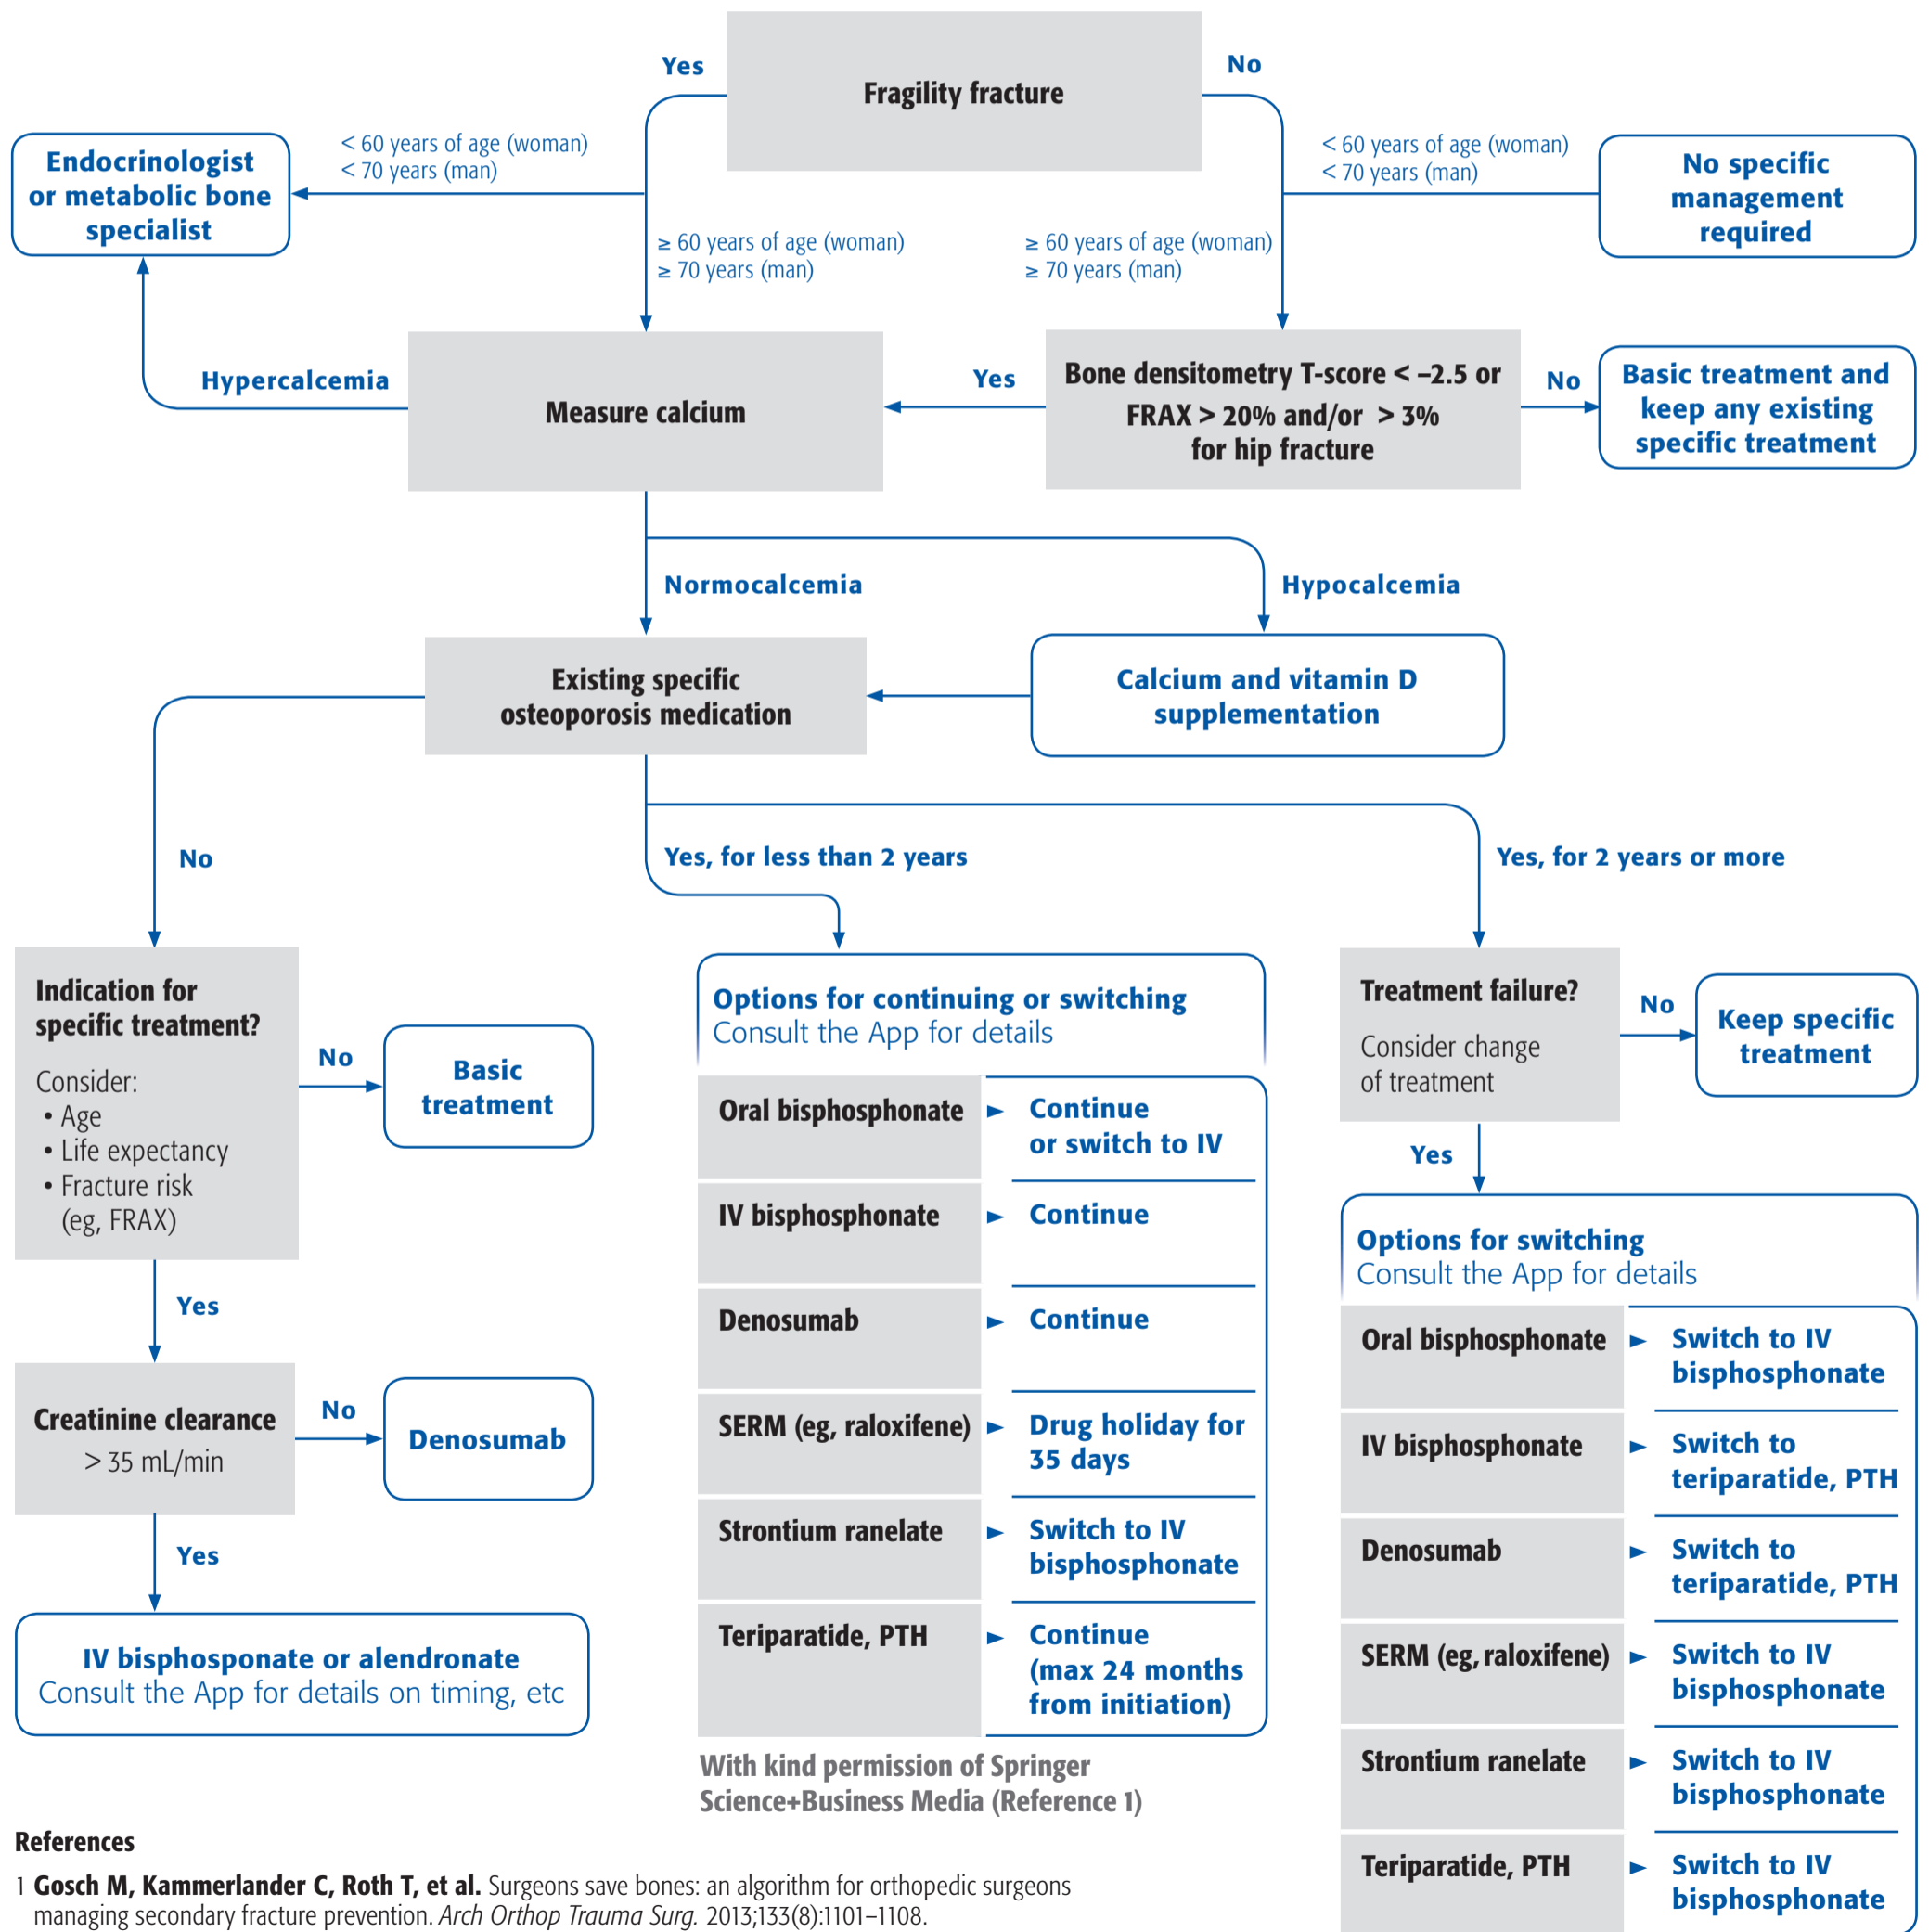 Fragility fracture
Yes
No
< 60 years of age (woman)
< 70 years (man)
< 60 years of age (woman)
< 70 years (man)
Endocrinologist
or metabolic bone
specialist
No specific
management
required
≥ 60 years of age (woman)
≥ 70 years (man)
≥ 60 years of age (woman)
≥ 70 years (man)
Hypercalcemia
Measure calcium
Yes
Bone densitometry T-score < –2.5 or
FRAX > 20% and/or > 3%
for hip fracture
No
Basic treatment and
keep any existing
specific treatment
Normocalcemia
Hypocalcemia
Existing specific
osteoporosis medication
Calcium and vitamin D
supplementation
No
Yes, for less than 2 years
Yes, for 2 years or more
Indication for
specific treatment?
Consider:
• Age
• Life expectancy
• Fracture risk
(eg, FRAX)
No
Basic
treatment
Yes
Creatinine clearance
> 35 mL/min
No
Denosumab
Yes
IV bisphosponate or alendronate
Consult the App for details on timing, etc
Options for continuing or switching
Consult the App for details
Oral bisphosphonate ► Continue
or switch to IV
IV bisphosphonate ► Continue
Denosumab ► Continue
SERM (eg, raloxifene) ► Drug holiday for
35 days
Strontium ranelate ► Switch to IV
bisphosphonate
Teriparatide, PTH ► Continue
(max 24 months
from initiation)
With kind permission of Springer
Science+Business Media (Reference 1)
Treatment failure?
Consider change
of treatment
No
Keep specific
treatment
Yes
Options for switching
Consult the App for details
Oral bisphosphonate ► Switch to IV
bisphosphonate
IV bisphosphonate ► Switch to
teriparatide, PTH
Denosumab ► Switch to
teriparatide, PTH
SERM (eg, raloxifene) ► Switch to IV
bisphosphonate
Strontium ranelate ► Switch to IV
bisphosphonate
Teriparatide, PTH ► Switch to IV
bisphosphonate
References
1 Gosch M, Kammerlander C, Roth T, et al. Surgeons save bones: an algorithm for orthopedic surgeons
managing secondary fracture prevention. Arch Orthop Trauma Surg. 2013;133(8):1101–1108.